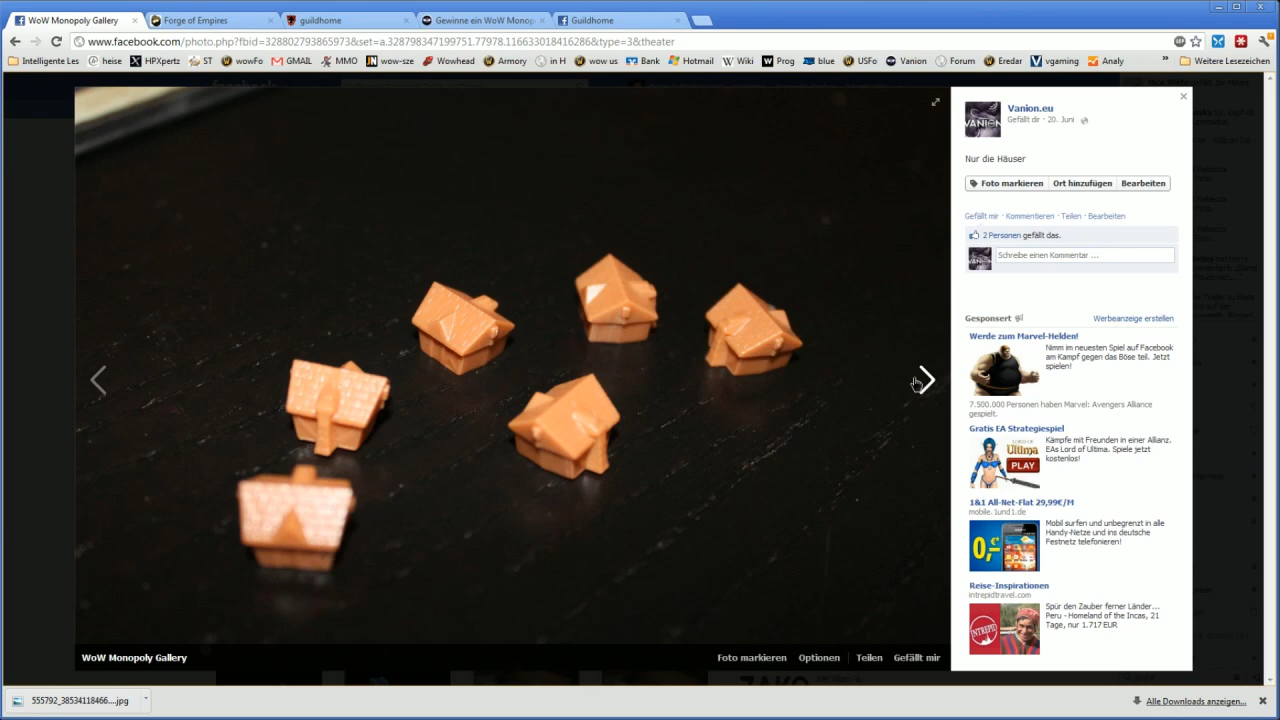 WoW Monopoly Gallery
Forge of Empires
guildhome
Gewinne ein WoW Monop
Guildhome
www.facebook.com/photo.php?fbid=328802793865973&set=a.328798347199751.77978.116633018416286&type=3&theater
Intelligente Les heise HPXpertz ST wowFo GMAIL MMO wow-sze Wowhead Armory in H wow us Bank Hotmail Wiki Prog blue USFo Vanion Forum Eredar vgaming Analy » Weitere Lesezeichen
Vanion.eu
Gefällt dir · 20. Juni
Nur die Häuser
Foto markieren Ort hinzufügen Bearbeiten
Gefällt mir · Kommentieren · Teilen · Bearbeiten
2 Personen gefällt das.
Schreibe einen Kommentar ...
Gesponsert Werbeanzeige erstellen
Werde zum Marvel-Helden!
Nimm im neuesten Spiel auf Facebook
am Kampf gegen das Böse teil. Jetzt
spielen!
7.500.000 Personen haben Marvel: Avengers Alliance
gespielt.
Gratis EA Strategiespiel
LORD OF
Ultima
PLAY
Kämpfe mit Freunden in einer Allianz.
EAs Lord of Ultima. Spiele jetzt
kostenlos!
1&1 All-Net-Flat 29,99€/M
mobile.1und1.de
0,-€
Mobil surfen und unbegrenzt in alle
Handy-Netze und ins deutsche
Festnetz telefonieren!
Reise-Inspirationen
intrepidtravel.com
INTREPID
Spür den Zauber ferner Länder...
Peru - Homeland of the Incas, 21
Tage, nur 1.717 EUR
WoW Monopoly Gallery
Foto markieren Optionen Teilen Gefällt mir
555792_38534118466....jpg
Alle Downloads anzeigen...